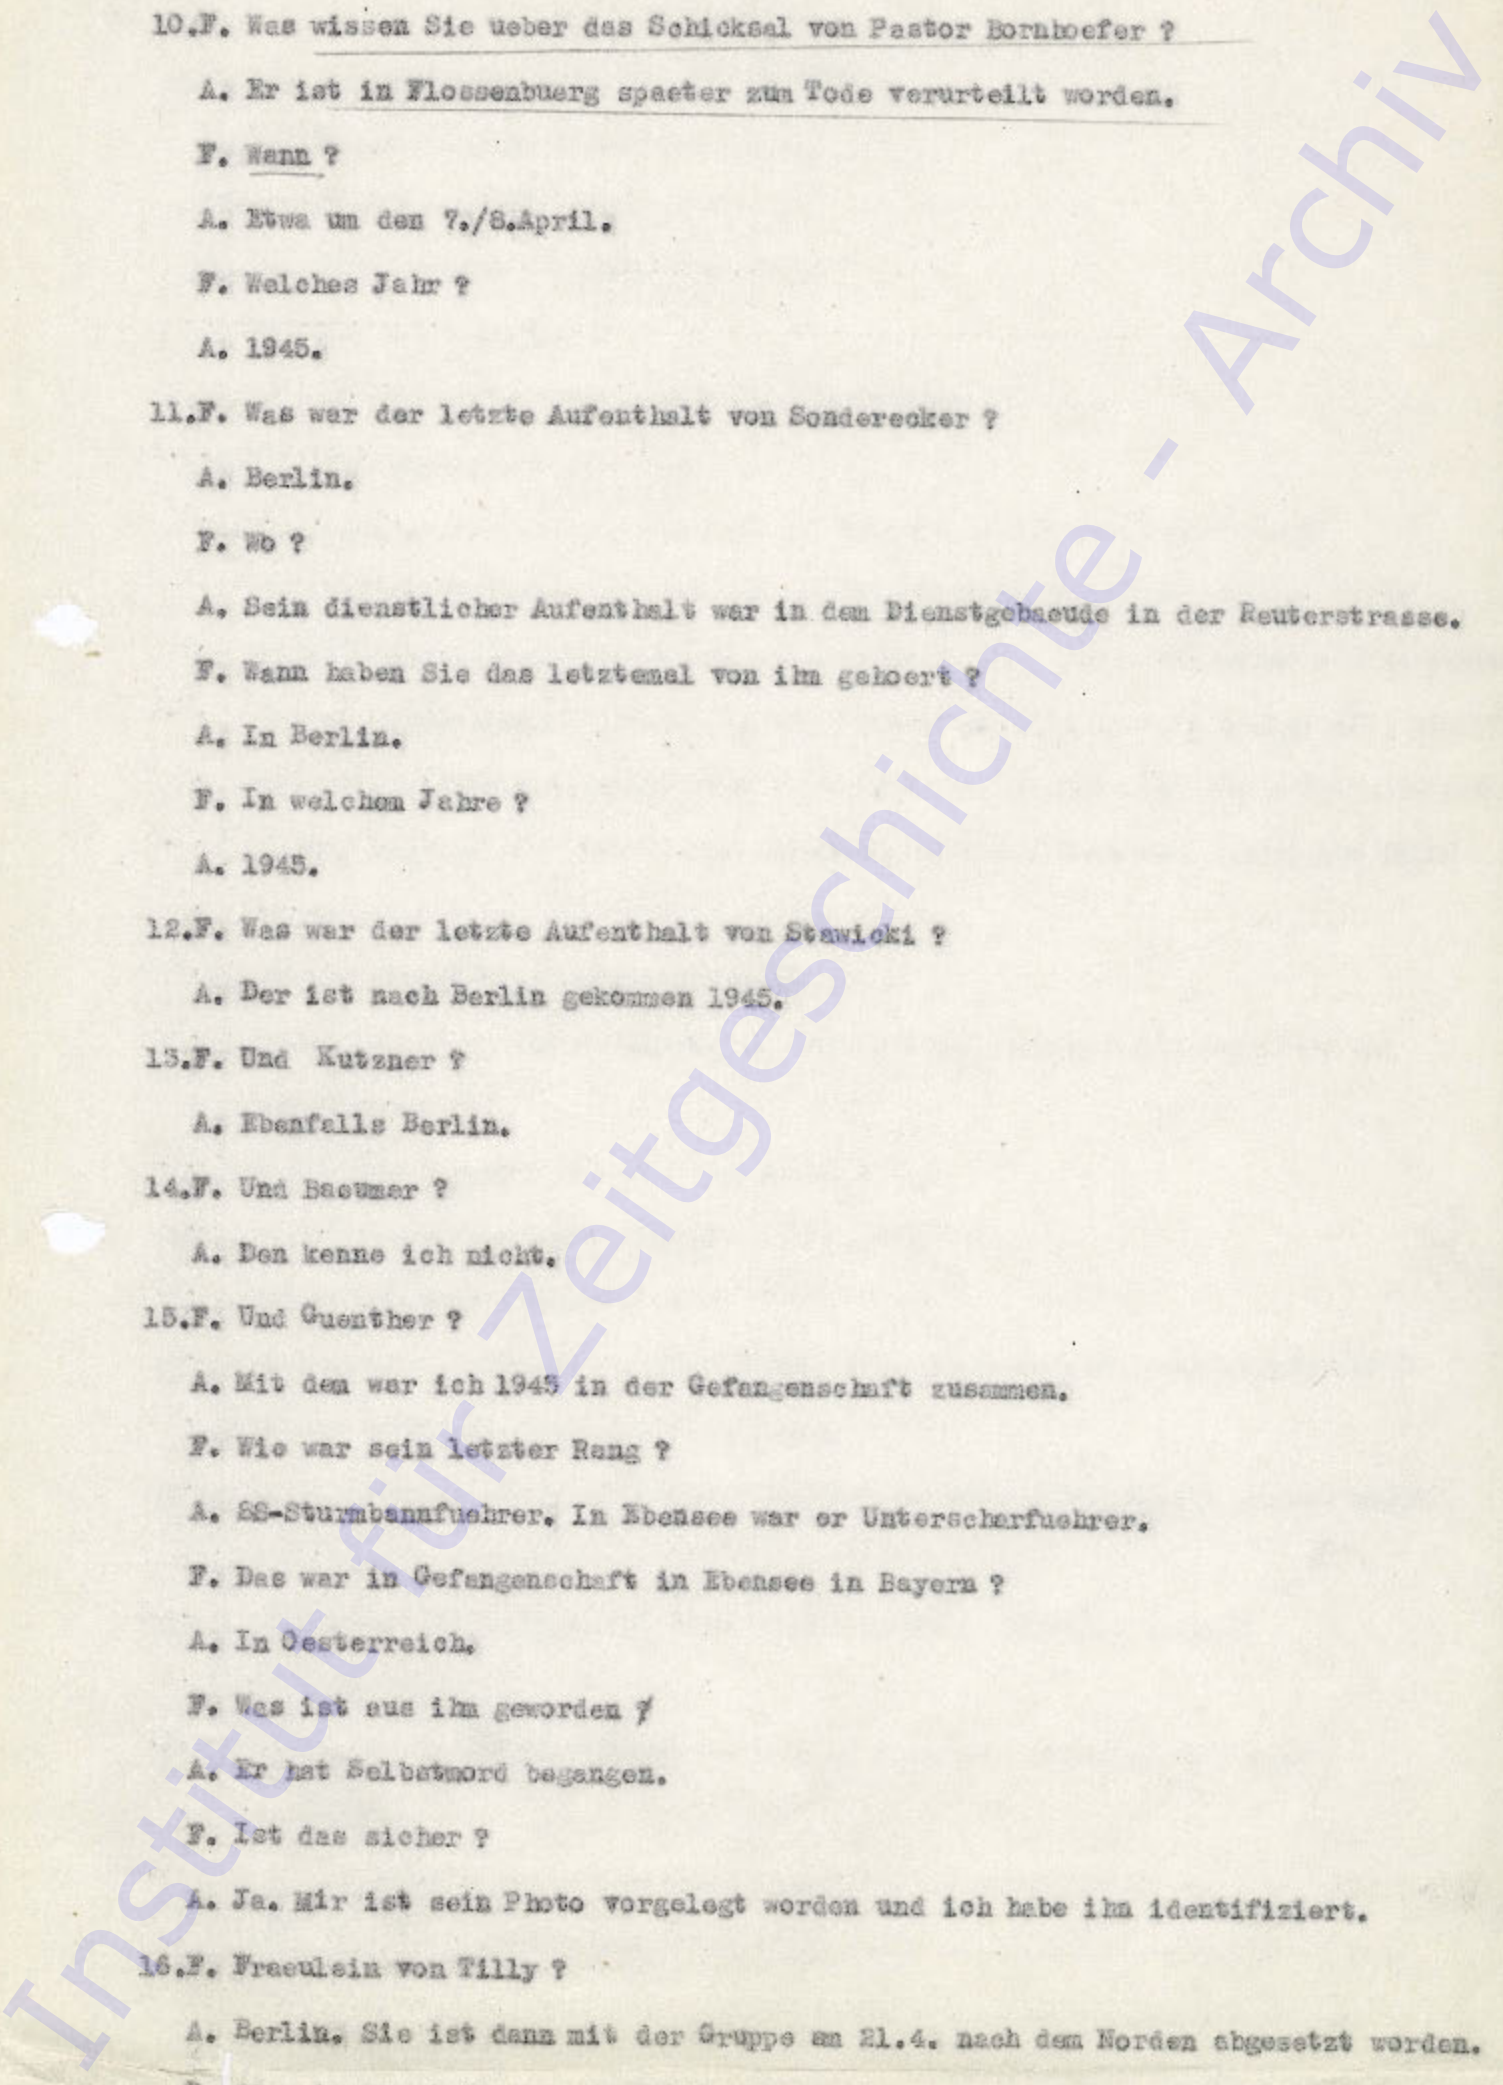 10.F. Was wissen Sie ueber das Schicksal von Pastor Bornhoefer ?
A. Er ist in Flossenbuerg spaeter zum Tode verurteilt worden.
F. Wann ?
A. Etwa um den 7./8.April.
F. Welches Jahr ?
A. 1945.
11.F. Was war der letzte Aufenthalt von Sonderecker ?
A. Berlin.
F. Wo ?
A. Sein dienstlicher Aufenthalt war in dem Dienstgebaeude in der Reuterstrasse.
F. Wann haben Sie das letztemal von ihm gehoert ?
A. In Berlin.
F. In welchem Jahre ?
A. 1945.
12.F. Was war der letzte Aufenthalt von Stawicki ?
A. Der ist nach Berlin gekommen 1945.
13.F. Und Kutzner ?
A. Ebenfalls Berlin.
14.F. Und Baeumer ?
A. Den kenne ich nicht.
15.F. Und Guenther ?
A. Mit dem war ich 1945 in der Gefangenschaft zusammen.
F. Wie war sein letzter Rang ?
A. SS-Sturmbannfuehrer. In Ebensee war er Unterscharfuehrer.
F. Das war in Gefangenschaft in Ebensee in Bayern ?
A. In Oesterreich.
F. Was ist aus ihm geworden ?
A. Er hat Selbstmord begangen.
F. Ist das sicher ?
A. Ja. Mir ist sein Photo vorgelegt worden und ich habe ihn identifiziert.
16.F. Fraeulein von Tilly ?
A. Berlin. Sie ist dann mit der Gruppe am 21.4. nach dem Norden abgesetzt worden.
Institut für Zeitgeschichte - Archiv